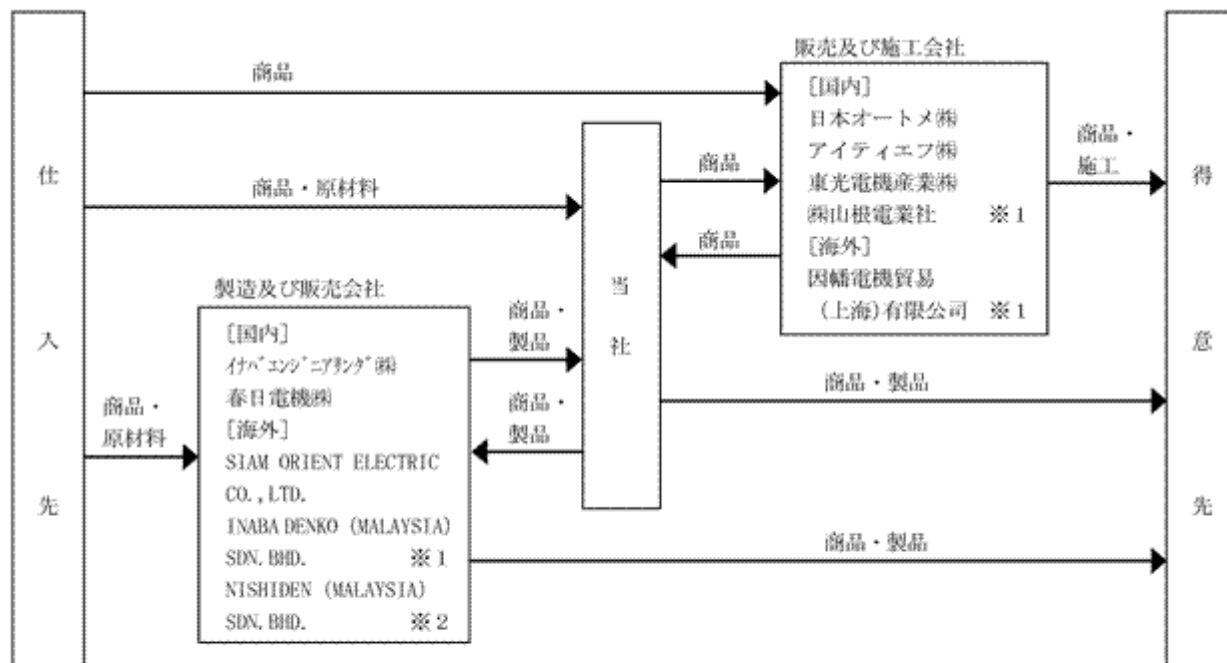 仕入先
商品
商品・原材料
商品・
原材料
製造及び販売会社
[国内]
イナバエンジニアリング㈱
春日電機㈱
[海外]
SIAM ORIENT ELECTRIC
CO.,LTD.
INABA DENKO (MALAYSIA)
SDN.BHD. ※1
NISHIDEN (MALAYSIA)
SDN.BHD. ※2
商品・
製品
商品・
製品
当社
商品
商品
販売及び施工会社
[国内]
日本オートメ㈱
アイティエフ㈱
東光電機産業㈱
㈱山根電業社 ※1
[海外]
因幡電機貿易
(上海)有限公司 ※1
商品・
施工
商品・製品
商品・製品
得意先